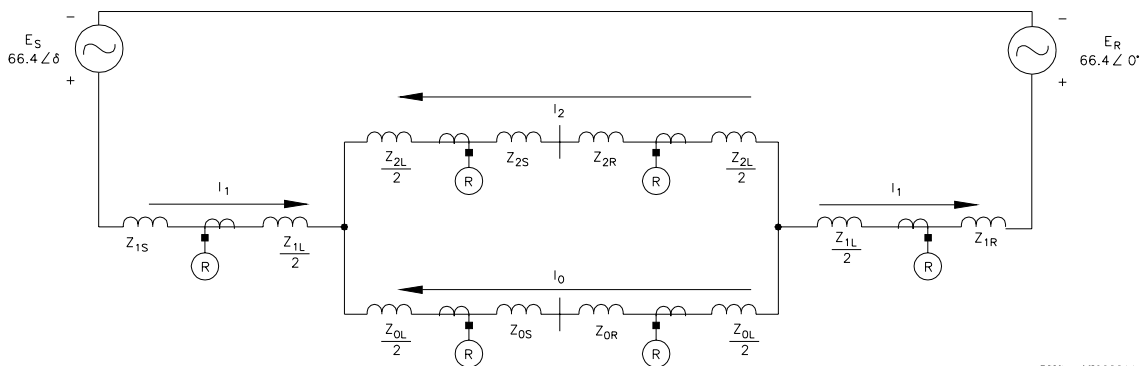 − −
E_S E_R
66.4∠δ 66.4∠0°
+ +
I_2
Z_2L/2 Z_2S Z_2R Z_2L/2
R R
I_1 I_1
Z_1S Z_1L/2 Z_1L/2 Z_1R
R R
I_0
Z_0L/2 Z_0S Z_0R Z_0L/2
R R